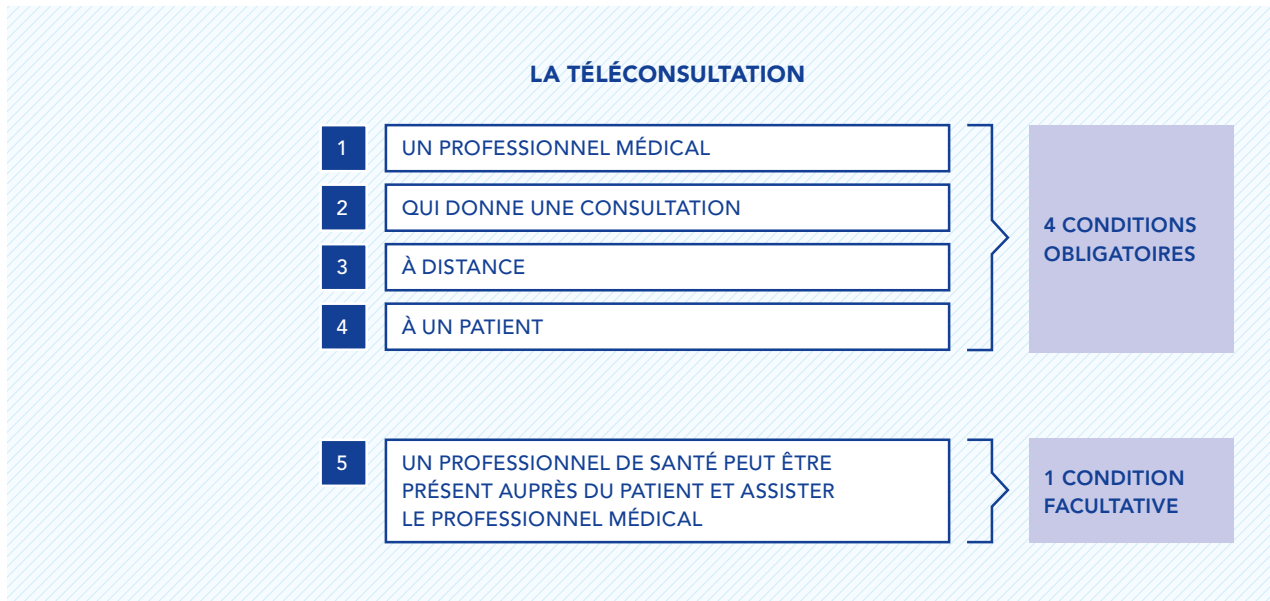 LA TÉLÉCONSULTATION
1 UN PROFESSIONNEL MÉDICAL
2 QUI DONNE UNE CONSULTATION
3 À DISTANCE
4 À UN PATIENT
4 CONDITIONS
OBLIGATOIRES
5 UN PROFESSIONNEL DE SANTÉ PEUT ÊTRE
PRÉSENT AUPRÈS DU PATIENT ET ASSISTER
LE PROFESSIONNEL MÉDICAL
1 CONDITION
FACULTATIVE